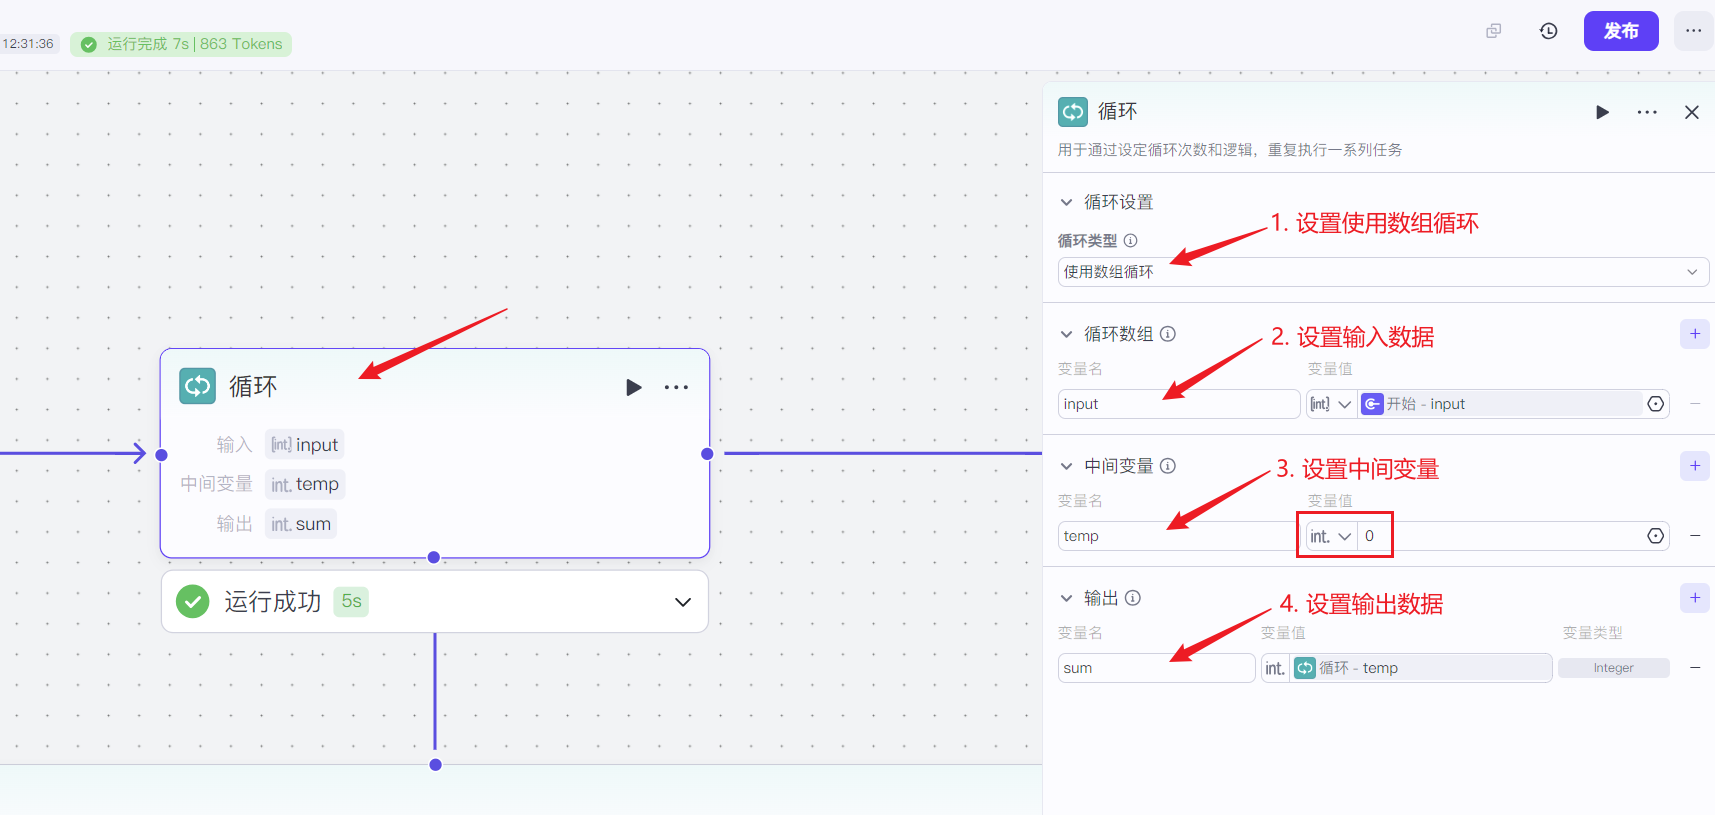 12:31:36
运行完成 7s | 863 Tokens
发布
循环
输入 [int] input
中间变量 int. temp
输出 int. sum
运行成功 5s
循环
用于通过设定循环次数和逻辑，重复执行一系列任务
循环设置
1. 设置使用数组循环
循环类型
使用数组循环
循环数组
2. 设置输入数据
变量名 变量值
input [int] 开始 - input
中间变量
3. 设置中间变量
变量名 变量值
temp int. 0
输出
4. 设置输出数据
变量名 变量值 变量类型
sum int. 循环 - temp Integer